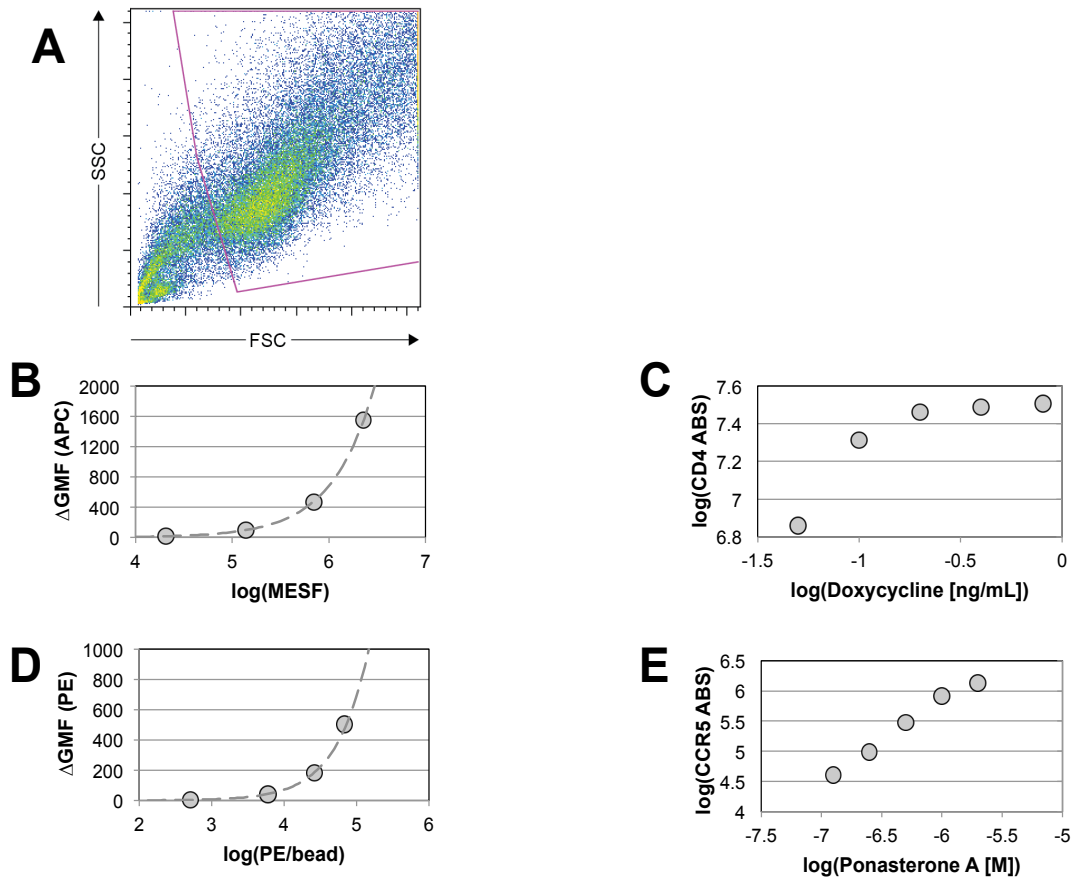 A
SSC
FSC
B
2000
1600
1200
800
400
0
ΔGMF (APC)
4 5 6 7
log(MESF)
C
7.6
7.4
7.2
7
6.8
log(CD4 ABS)
-1.5 -1 -0.5 0
log(Doxycycline [ng/mL])
D
1000
800
600
400
200
0
ΔGMF (PE)
2 3 4 5 6
log(PE/bead)
E
6.5
6
5.5
5
4.5
4
log(CCR5 ABS)
-7.5 -7 -6.5 -6 -5.5 -5
log(Ponasterone A [M])